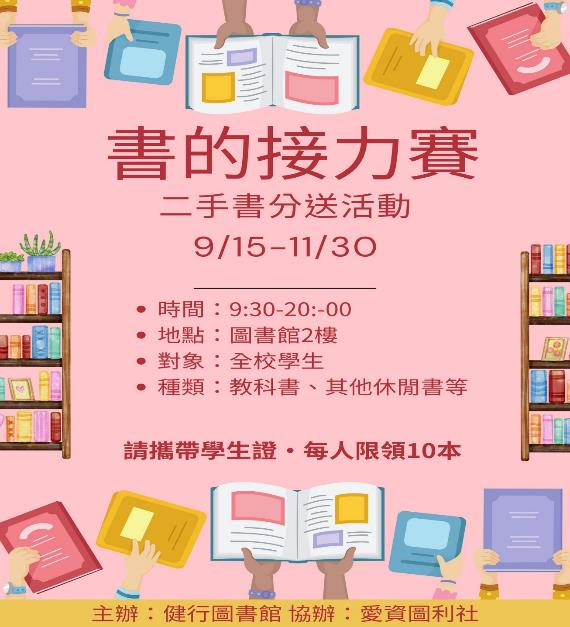 書的接力賽
二手書分送活動
9/15-11/30
• 時間：9:30-20:-00
• 地點：圖書館2樓
• 對象：全校學生
• 種類：教科書、其他休閒書等
請攜帶學生證・每人限領10本
主辦：健行圖書館 協辦：愛資圖利社